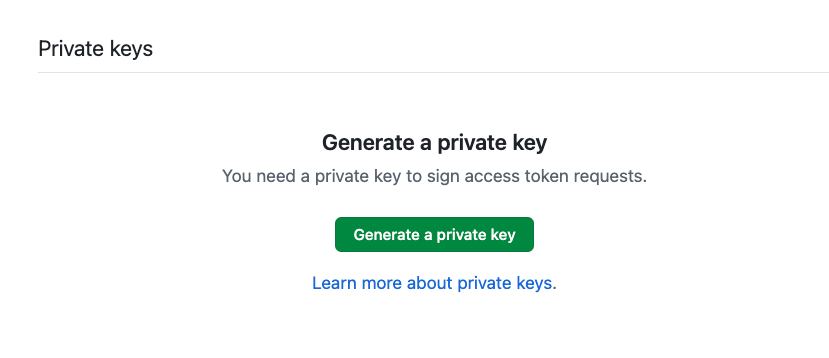 Private keys
Generate a private key
You need a private key to sign access token requests.
Generate a private key
Learn more about private keys.